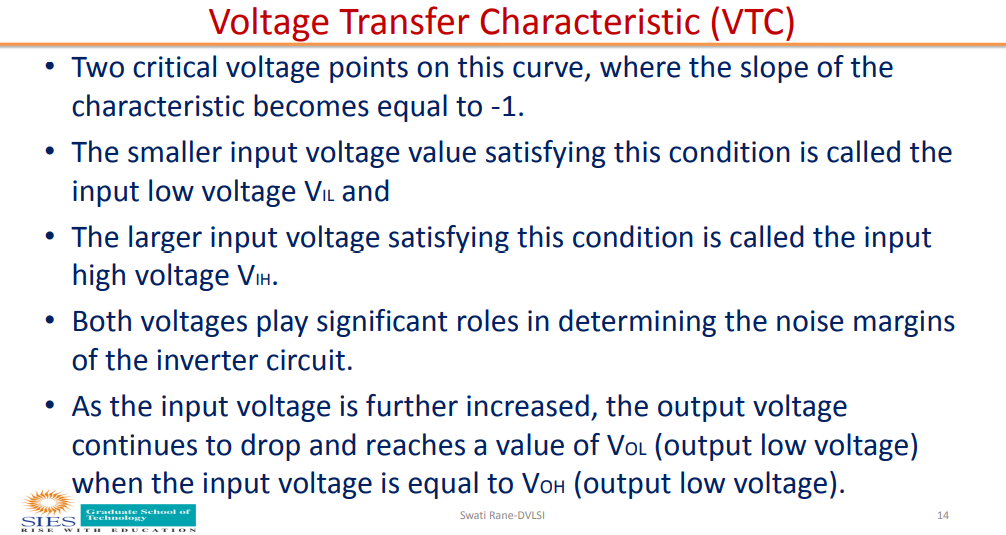 Voltage Transfer Characteristic (VTC)
• Two critical voltage points on this curve, where the slope of the
characteristic becomes equal to -1.
• The smaller input voltage value satisfying this condition is called the
input low voltage VIL and
• The larger input voltage satisfying this condition is called the input
high voltage VIH.
• Both voltages play significant roles in determining the noise margins
of the inverter circuit.
• As the input voltage is further increased, the output voltage
continues to drop and reaches a value of VOL (output low voltage)
when the input voltage is equal to VOH (output low voltage).
SIES
Graduate School of
Technology
RISE WITH EDUCATION
Swati Rane-DVLSI
14